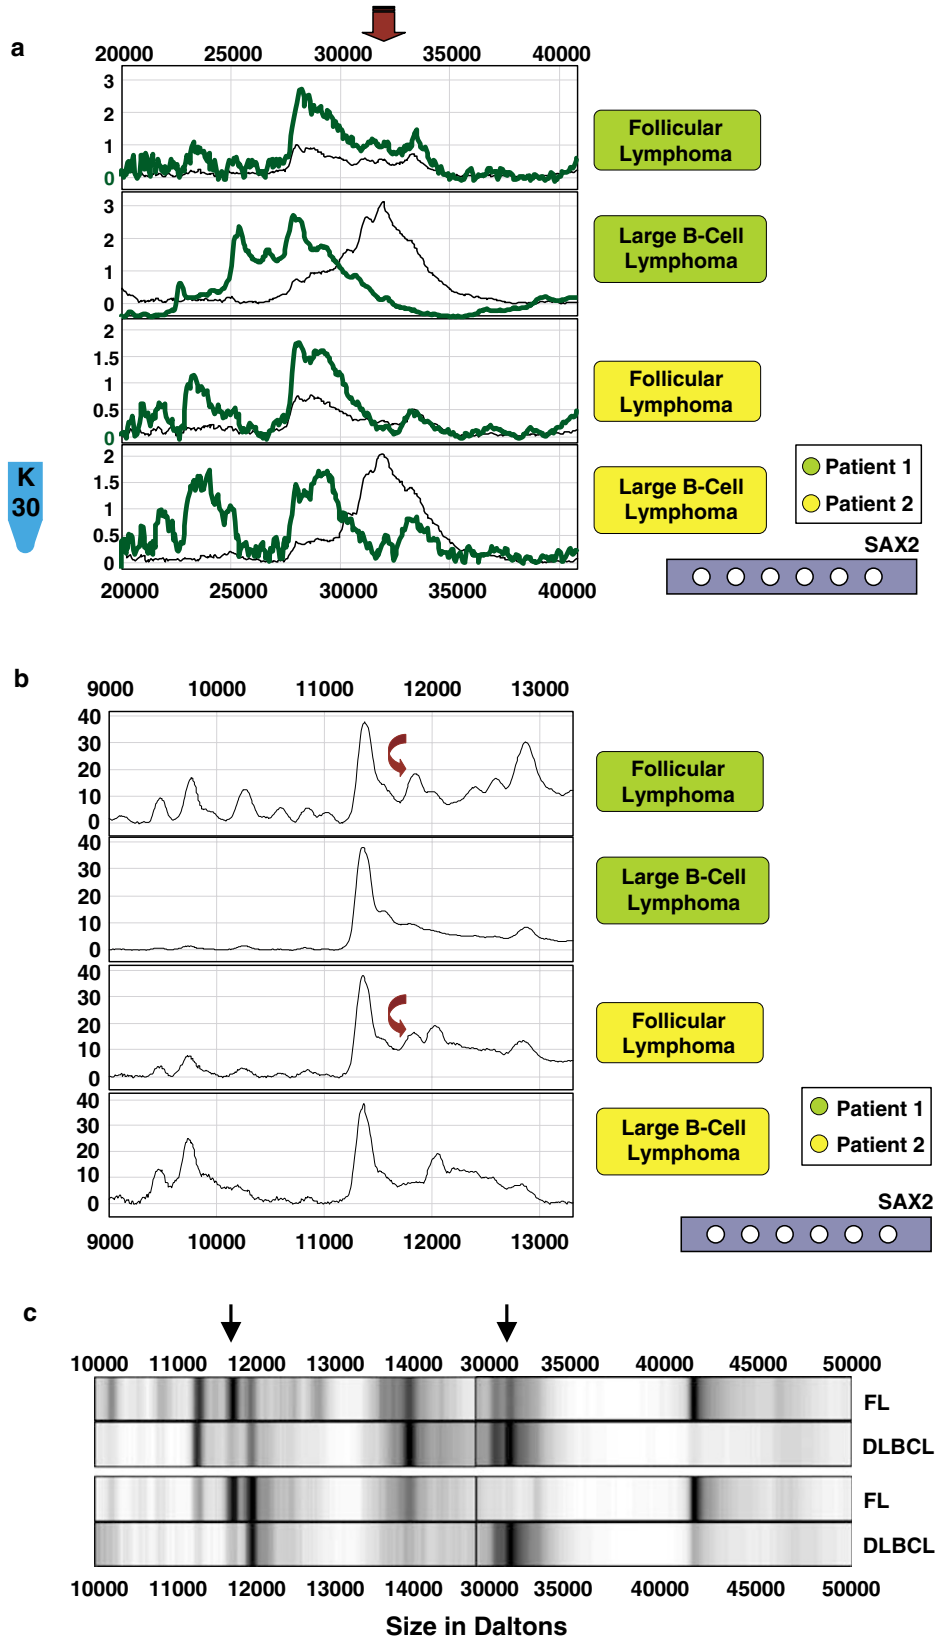 a
20000 25000 30000 35000 40000
3
2
1
0
Follicular
Lymphoma
3
2
1
0
Large B-Cell
Lymphoma
2
1.5
1
0.5
0
Follicular
Lymphoma
K
30
2
1.5
1
0.5
0
Large B-Cell
Lymphoma
Patient 1
Patient 2
SAX2
20000 25000 30000 35000 40000
b
9000 10000 11000 12000 13000
40
30
20
10
0
Follicular
Lymphoma
40
30
20
10
0
Large B-Cell
Lymphoma
40
30
20
10
0
Follicular
Lymphoma
40
30
20
10
0
Large B-Cell
Lymphoma
Patient 1
Patient 2
SAX2
9000 10000 11000 12000 13000
c
10000 11000 12000 13000 14000 30000 35000 40000 45000 50000
FL
DLBCL
FL
DLBCL
10000 11000 12000 13000 14000 30000 35000 40000 45000 50000
Size in Daltons